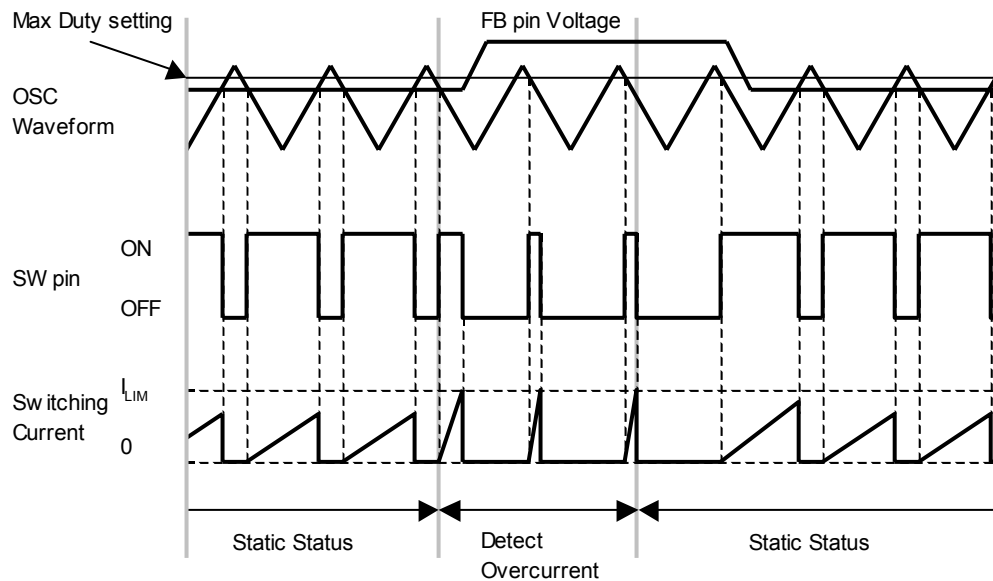 Max Duty setting
FB pin Voltage
OSC
Waveform
SW pin
ON
OFF
Switching
Current
ILIM
0
Static Status
Detect
Overcurrent
Static Status